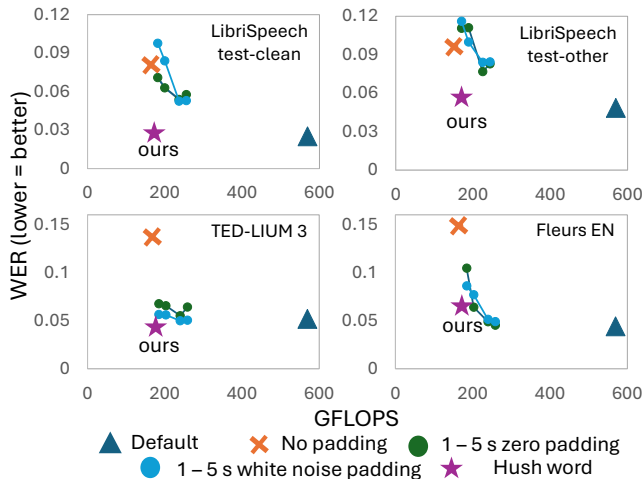 WER (lower = better)
0.12
0.09
0.06
0.03
0
LibriSpeech
test-clean
ours
0 200 400 600
0.12
0.09
0.06
0.03
0
LibriSpeech
test-other
ours
0 200 400 600
0.15
0.1
0.05
0
TED-LIUM 3
ours
0 200 400 600
0.15
0.1
0.05
0
Fleurs EN
ours
0 200 400 600
GFLOPS
Default No padding 1 – 5 s zero padding
1 – 5 s white noise padding Hush word